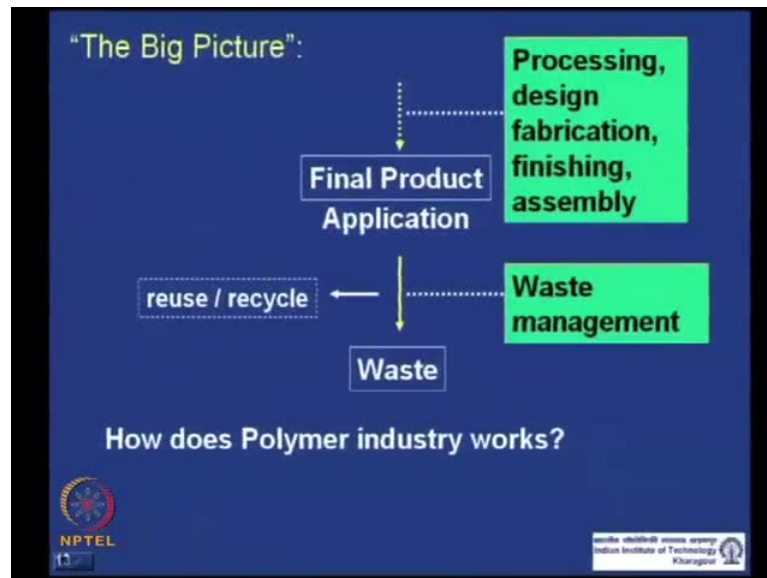 “The Big Picture”:
Processing,
design
fabrication,
finishing,
assembly
Final Product
Application
reuse / recycle
Waste
management
Waste
How does Polymer industry works?
NPTEL
13
Indian Institute of Technology
Kharagpur